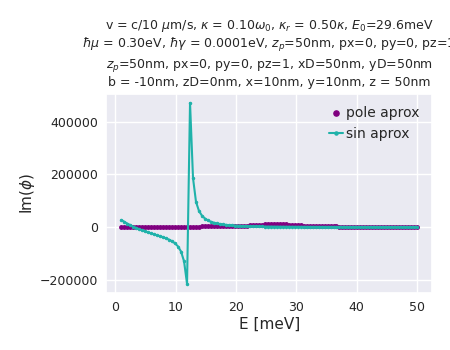 v = c/10 μm/s, κ = 0.10ω₀, κᵣ = 0.50κ, E₀=29.6meV
ħμ = 0.30eV, ħγ = 0.0001eV, zₚ=50nm, px=0, py=0, pz=1
zₚ=50nm, px=0, py=0, pz=1, xD=50nm, yD=50nm
b = -10nm, zD=0nm, x=10nm, y=10nm, z = 50nm
pole aprox
sin aprox
400000
200000
0
−200000
Im(ϕ)
0 10 20 30 40 50
E [meV]